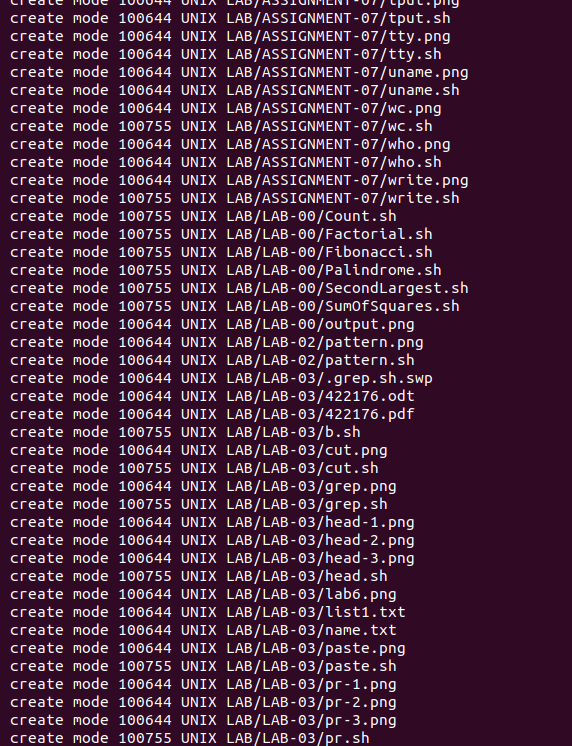 create mode 100644 UNIX LAB/ASSIGNMENT-07/tput.png
create mode 100644 UNIX LAB/ASSIGNMENT-07/tput.sh
create mode 100644 UNIX LAB/ASSIGNMENT-07/tty.png
create mode 100644 UNIX LAB/ASSIGNMENT-07/tty.sh
create mode 100644 UNIX LAB/ASSIGNMENT-07/uname.png
create mode 100644 UNIX LAB/ASSIGNMENT-07/uname.sh
create mode 100644 UNIX LAB/ASSIGNMENT-07/wc.png
create mode 100755 UNIX LAB/ASSIGNMENT-07/wc.sh
create mode 100644 UNIX LAB/ASSIGNMENT-07/who.png
create mode 100644 UNIX LAB/ASSIGNMENT-07/who.sh
create mode 100644 UNIX LAB/ASSIGNMENT-07/write.png
create mode 100755 UNIX LAB/ASSIGNMENT-07/write.sh
create mode 100755 UNIX LAB/LAB-00/Count.sh
create mode 100755 UNIX LAB/LAB-00/Factorial.sh
create mode 100755 UNIX LAB/LAB-00/Fibonacci.sh
create mode 100755 UNIX LAB/LAB-00/Palindrome.sh
create mode 100755 UNIX LAB/LAB-00/SecondLargest.sh
create mode 100755 UNIX LAB/LAB-00/SumOfSquares.sh
create mode 100644 UNIX LAB/LAB-00/output.png
create mode 100644 UNIX LAB/LAB-02/pattern.png
create mode 100644 UNIX LAB/LAB-02/pattern.sh
create mode 100644 UNIX LAB/LAB-03/.grep.sh.swp
create mode 100644 UNIX LAB/LAB-03/422176.odt
create mode 100644 UNIX LAB/LAB-03/422176.pdf
create mode 100755 UNIX LAB/LAB-03/b.sh
create mode 100644 UNIX LAB/LAB-03/cut.png
create mode 100755 UNIX LAB/LAB-03/cut.sh
create mode 100644 UNIX LAB/LAB-03/grep.png
create mode 100755 UNIX LAB/LAB-03/grep.sh
create mode 100644 UNIX LAB/LAB-03/head-1.png
create mode 100644 UNIX LAB/LAB-03/head-2.png
create mode 100644 UNIX LAB/LAB-03/head-3.png
create mode 100755 UNIX LAB/LAB-03/head.sh
create mode 100644 UNIX LAB/LAB-03/lab6.png
create mode 100644 UNIX LAB/LAB-03/list1.txt
create mode 100644 UNIX LAB/LAB-03/name.txt
create mode 100644 UNIX LAB/LAB-03/paste.png
create mode 100755 UNIX LAB/LAB-03/paste.sh
create mode 100644 UNIX LAB/LAB-03/pr-1.png
create mode 100644 UNIX LAB/LAB-03/pr-2.png
create mode 100644 UNIX LAB/LAB-03/pr-3.png
create mode 100755 UNIX LAB/LAB-03/pr.sh